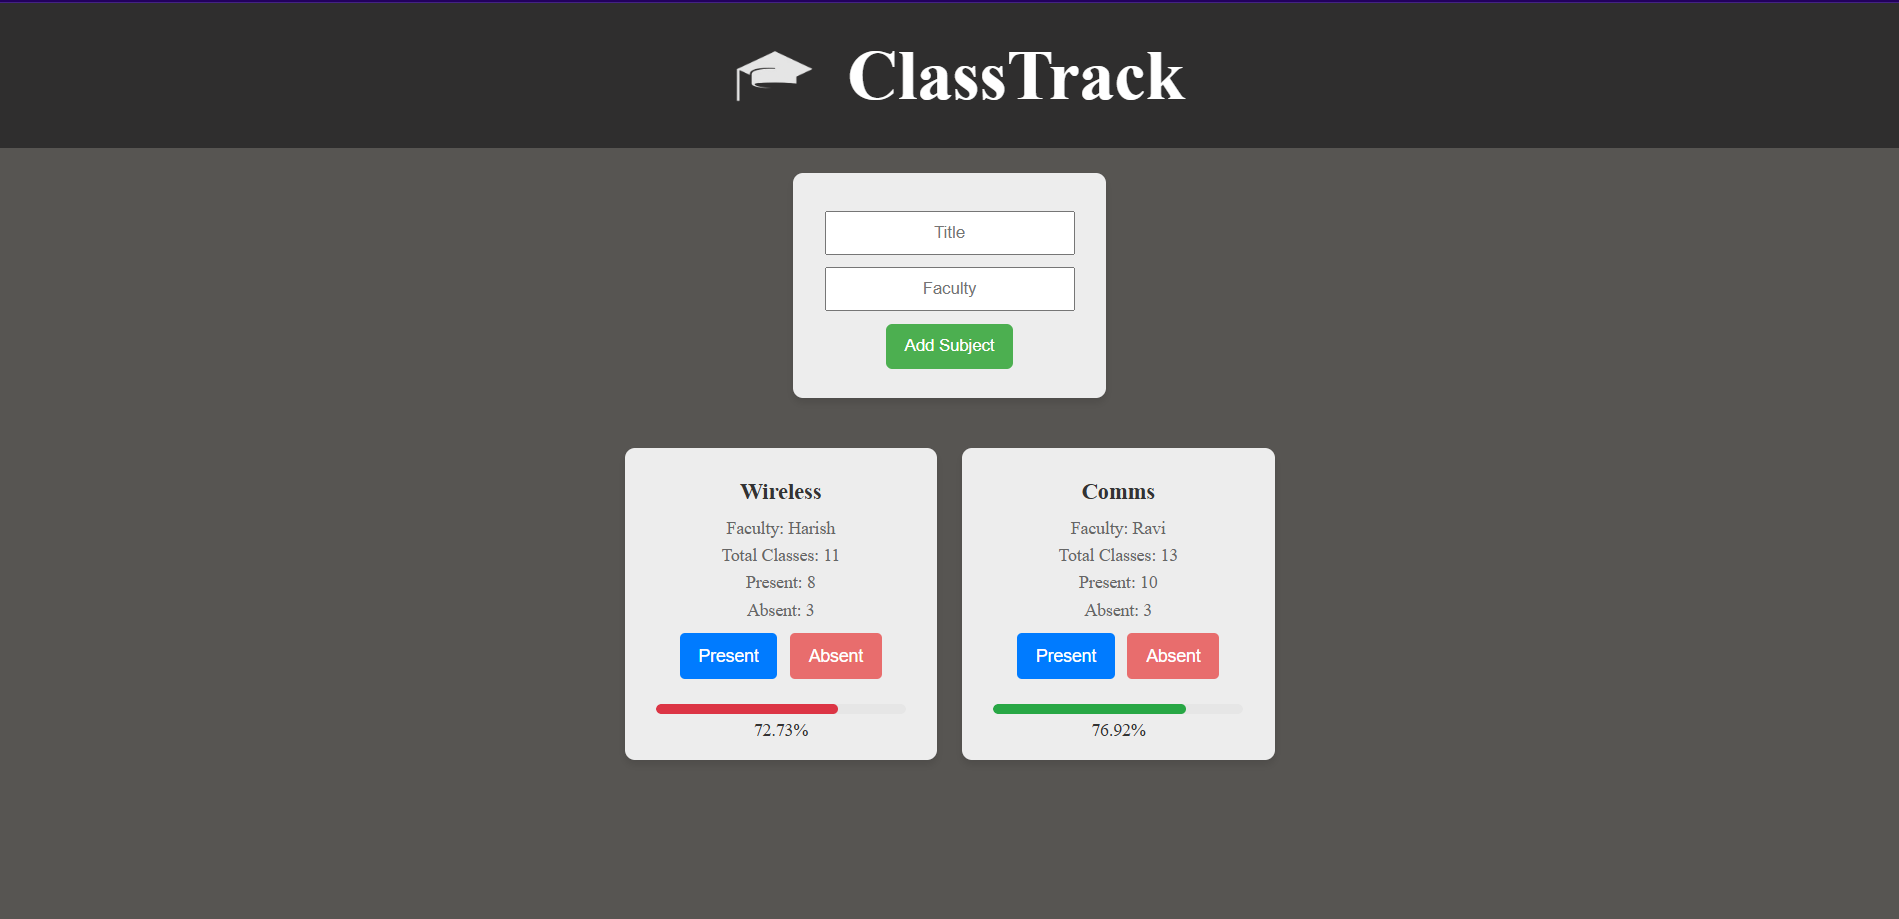 ClassTrack
Title
Faculty
Add Subject
Wireless
Faculty: Harish
Total Classes: 11
Present: 8
Absent: 3
Present Absent
72.73%
Comms
Faculty: Ravi
Total Classes: 13
Present: 10
Absent: 3
Present Absent
76.92%